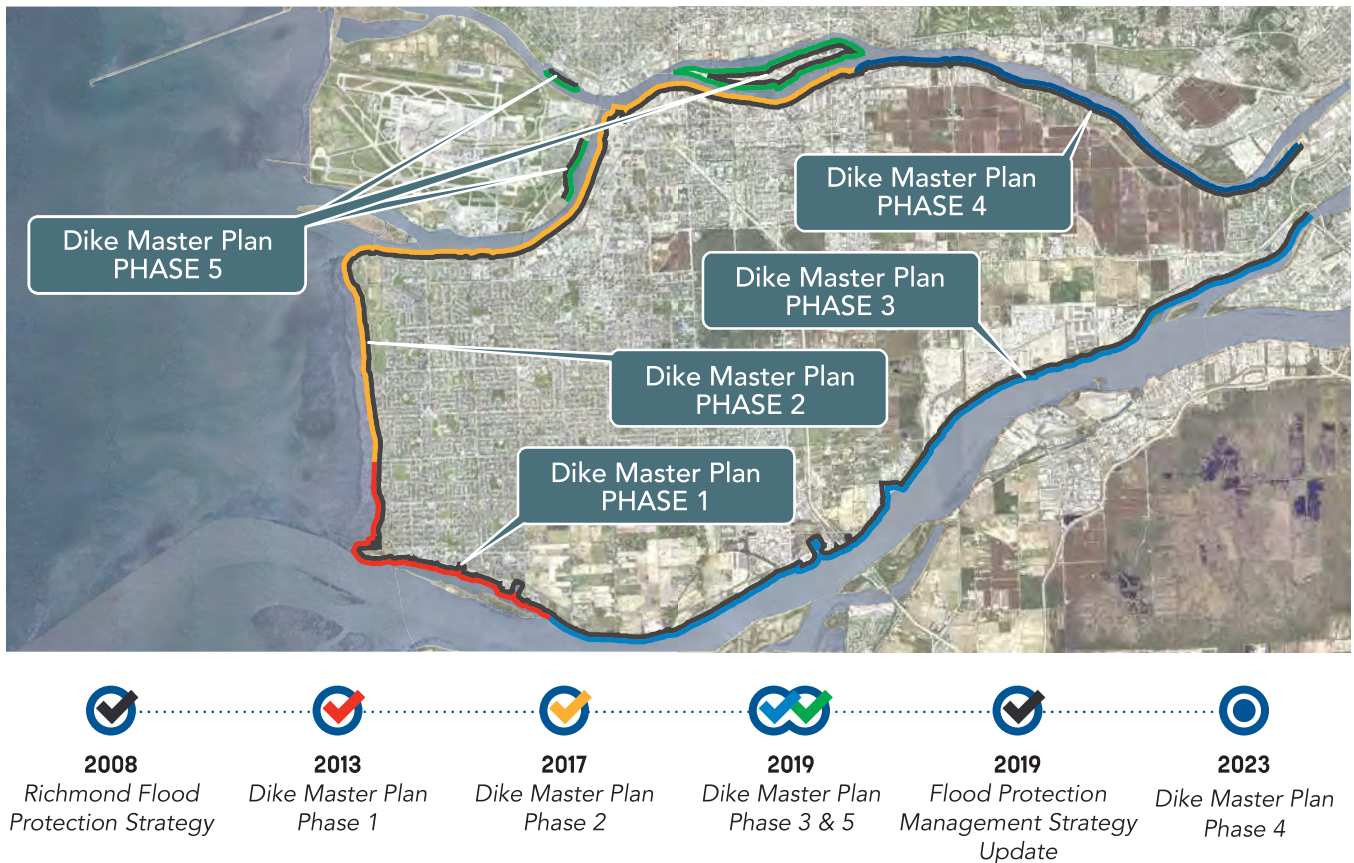 Dike Master Plan
PHASE 4
Dike Master Plan
PHASE 5
Dike Master Plan
PHASE 3
Dike Master Plan
PHASE 2
Dike Master Plan
PHASE 1
2008
Richmond Flood
Protection Strategy
2013
Dike Master Plan
Phase 1
2017
Dike Master Plan
Phase 2
2019
Dike Master Plan
Phase 3 & 5
2019
Flood Protection
Management Strategy
Update
2023
Dike Master Plan
Phase 4